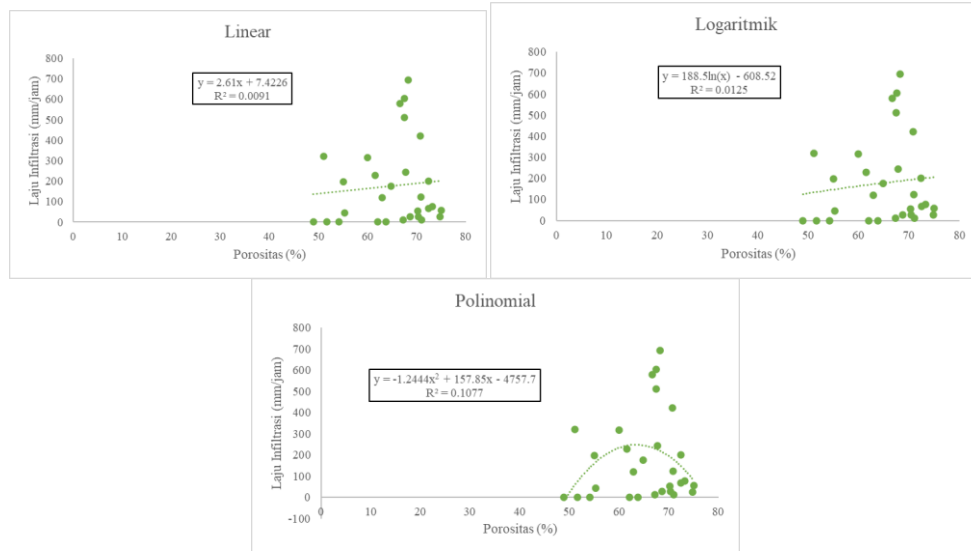 Linear
800
700
600
500
400
300
200
100
0
0 10 20 30 40 50 60 70 80
Laju Infiltrasi (mm/jam)
Porositas (%)
y = 2.61x + 7.4226
R² = 0.0091
Logaritmik
800
700
600
500
400
300
200
100
0
0 10 20 30 40 50 60 70 80
Laju Infiltrasi (mm/jam)
Porositas (%)
y = 188.5ln(x) - 608.52
R² = 0.0125
Polinomial
800
700
600
500
400
300
200
100
0
-100
0 10 20 30 40 50 60 70 80
Laju Infiltrasi (mm/jam)
Porositas (%)
y = -1.2444x² + 157.85x - 4757.7
R² = 0.1077